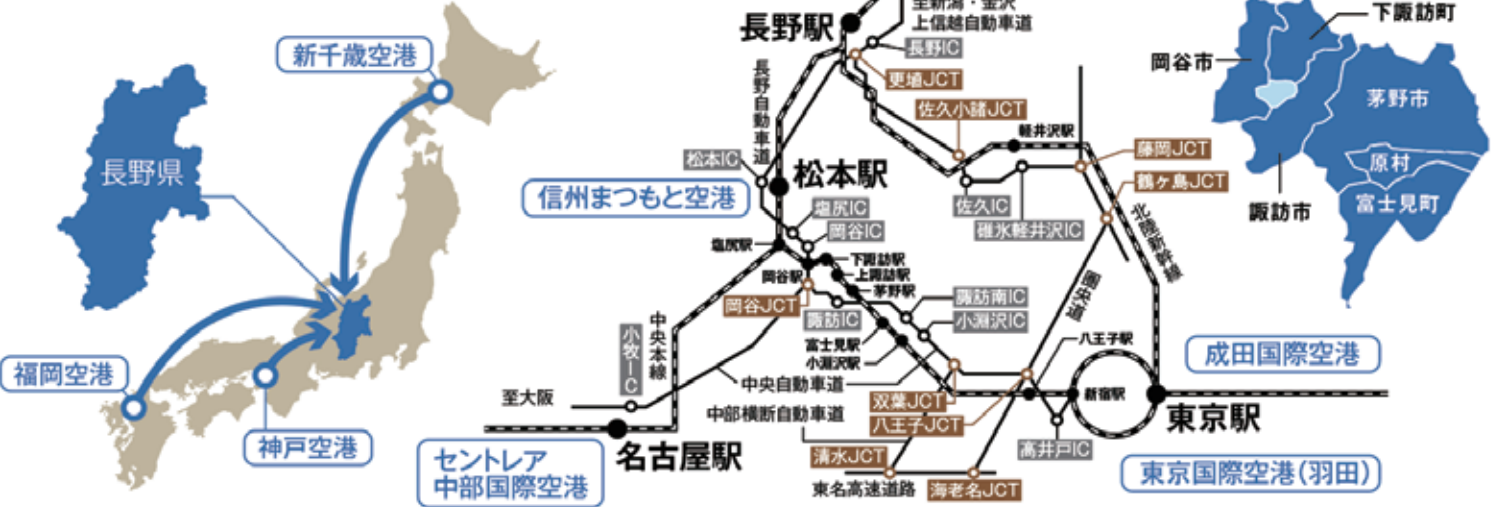 新千歳空港
長野県
福岡空港
神戸空港
至新潟・金沢
上信越自動車道
長野駅
長野IC
更埴JCT
長野自動車道
佐久小諸JCT
軽井沢駅
藤岡JCT
鶴ヶ島JCT
松本IC
松本駅
信州まつもと空港
塩尻IC
岡谷IC
佐久IC
碓氷軽井沢IC
北陸新幹線
塩尻駅
下諏訪駅
上諏訪駅
岡谷駅
茅野駅
岡谷JCT
諏訪IC
諏訪南IC
小淵沢IC
圏央道
富士見駅
小淵沢駅
八王子駅
小牧IC
中央本線
中央自動車道
至大阪
双葉JCT
新宿駅
東京駅
中部横断自動車道
八王子JCT
高井戸IC
名古屋駅
清水JCT
東名高速道路
海老名JCT
セントレア
中部国際空港
成田国際空港
東京国際空港(羽田)
下諏訪町
岡谷市
茅野市
原村
諏訪市
富士見町